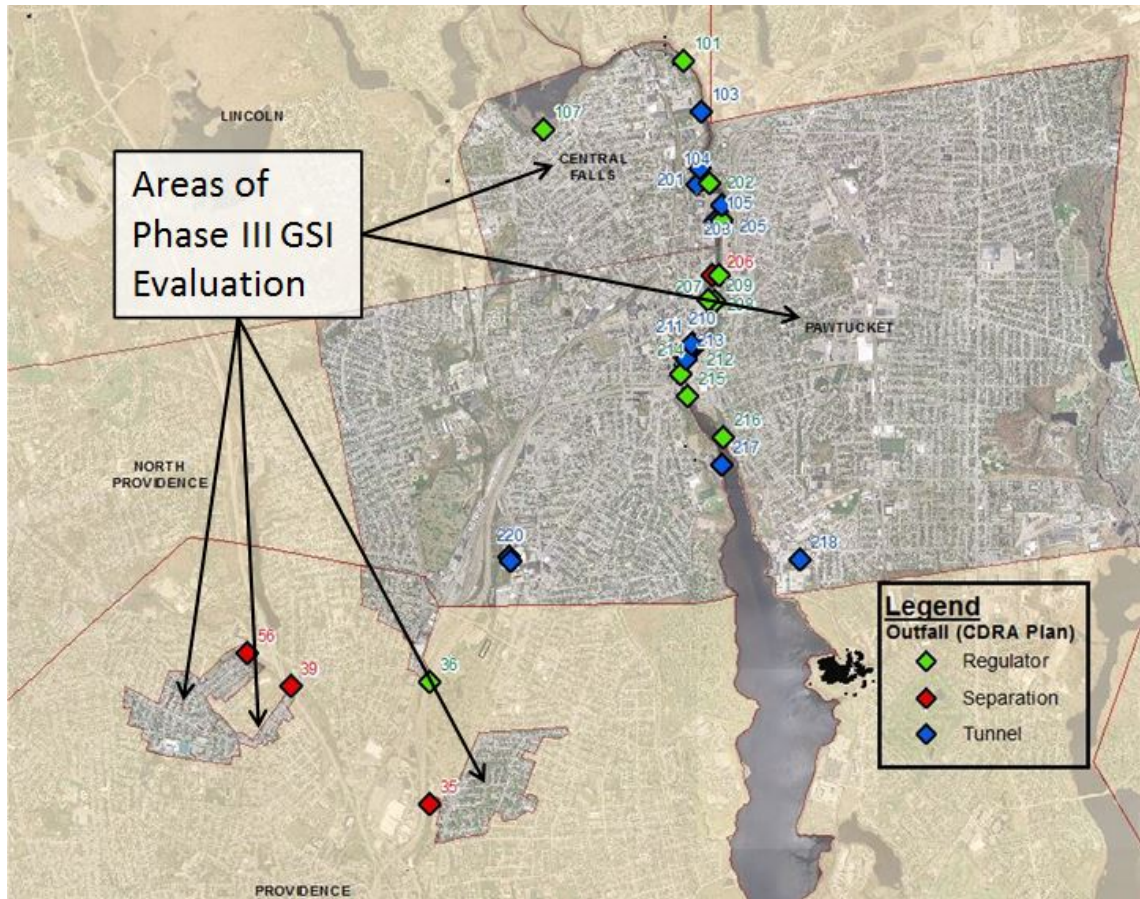 101
103
LINCOLN
107
104
CENTRAL
FALLS
201
202
Areas of
Phase III GSI
Evaluation
105
203
205
206
207
209
210
PAWTUCKET
211
213
214
212
215
216
217
NORTH
PROVIDENCE
220
218
Legend
Outfall (CDRA Plan)
Regulator
Separation
Tunnel
56
39
36
35
PROVIDENCE